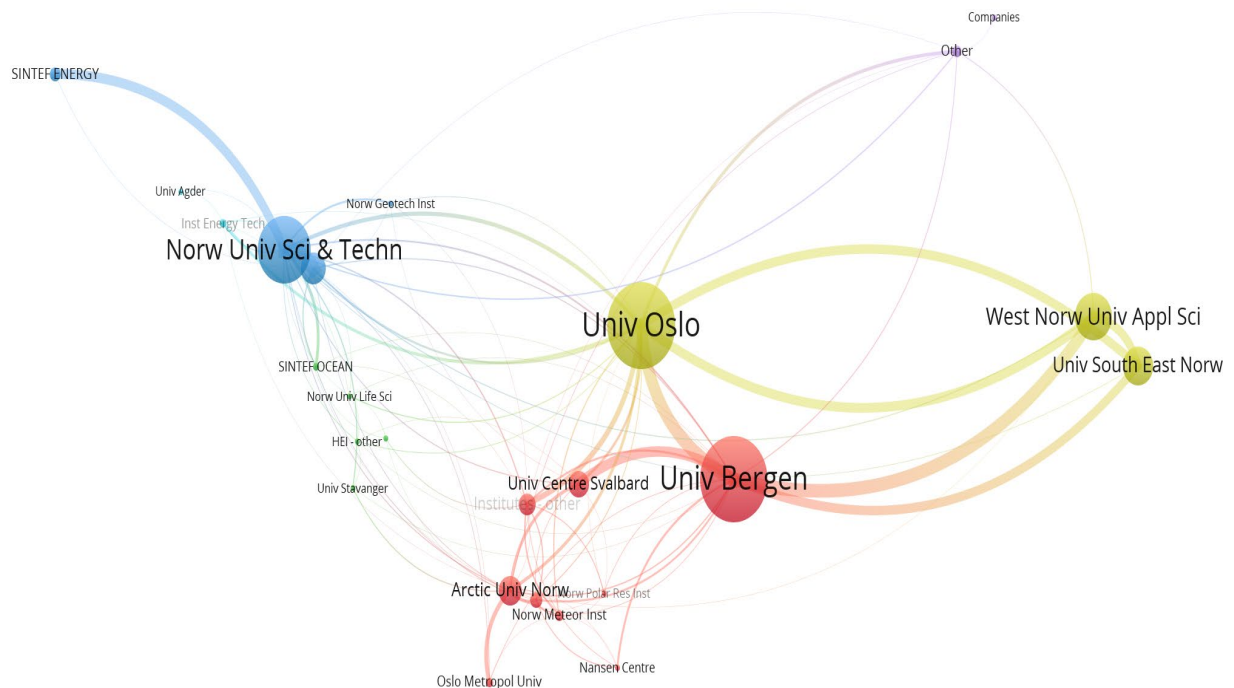 Companies
Other
SINTEF ENERGY
Univ Agder
Norw Geotech Inst
Inst Energy Tech
Norw Univ Sci & Techn
West Norw Univ Appl Sci
Univ Oslo
Univ South East Norw
SINTEF OCEAN
Norw Univ Life Sci
HEI - other
Univ Bergen
Univ Centre Svalbard
Univ Stavanger
Institutes - other
Arctic Univ Norw
Norw Polar Res Inst
Norw Meteor Inst
Nansen Centre
Oslo Metropol Univ